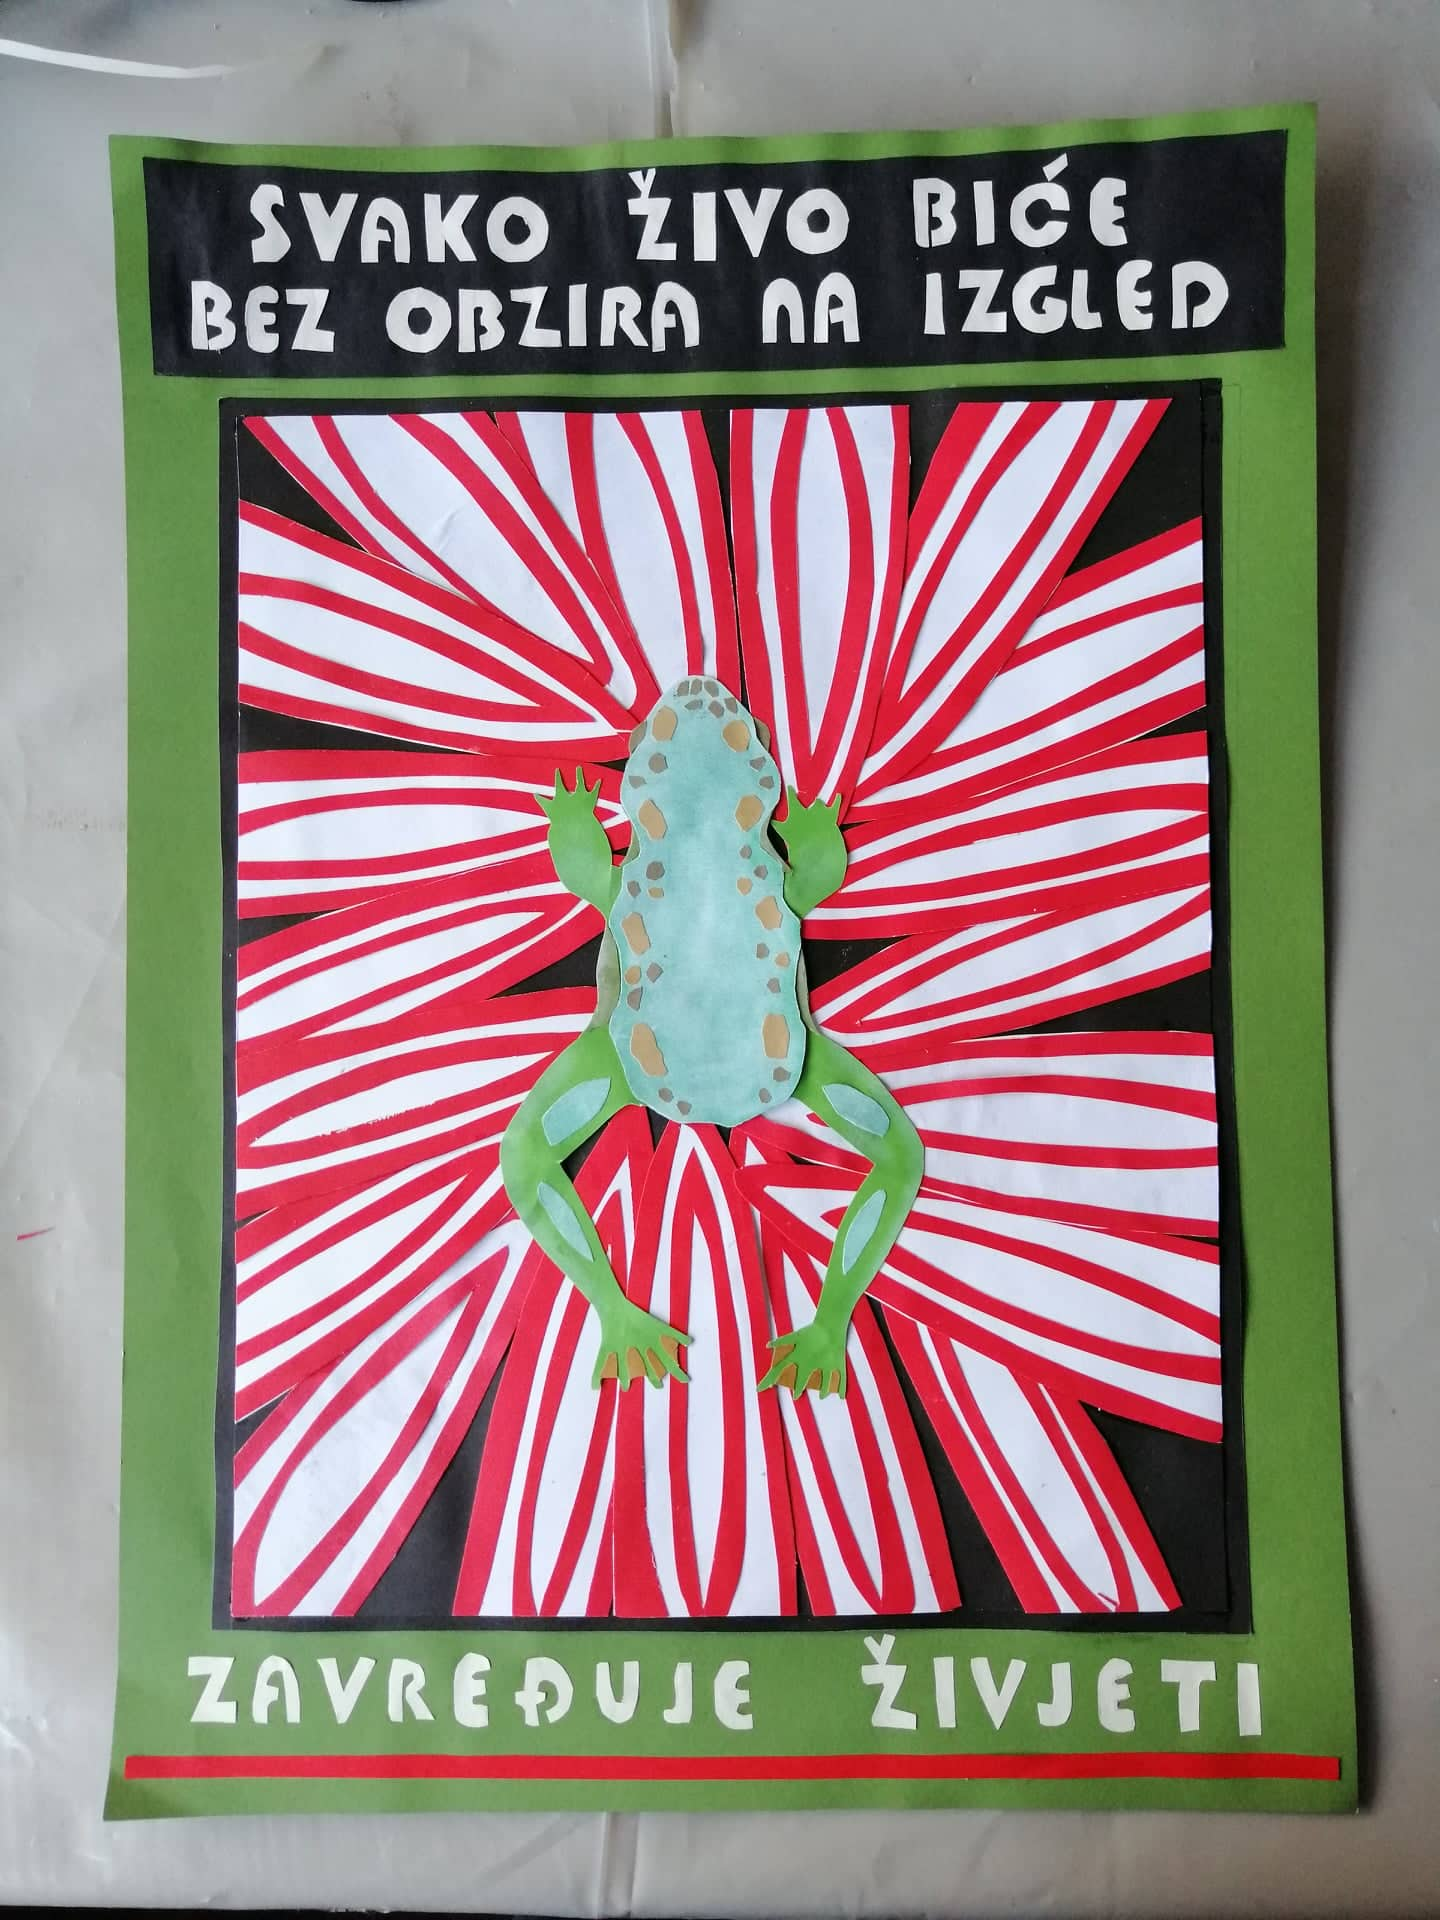 SVAKO ŽIVO BIĆE
BEZ OBZIRA NA IZGLED
ZAVREĐUJE ŽIVJETI